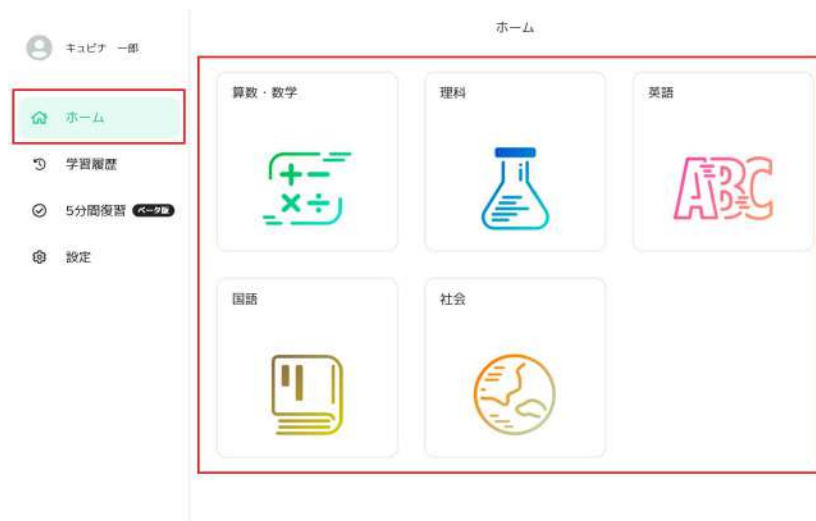 キュビナ 一郎
ホーム
学習履歴
5分間復習 ベータ版
設定
ホーム
算数・数学
理科
英語
国語
社会
ABC